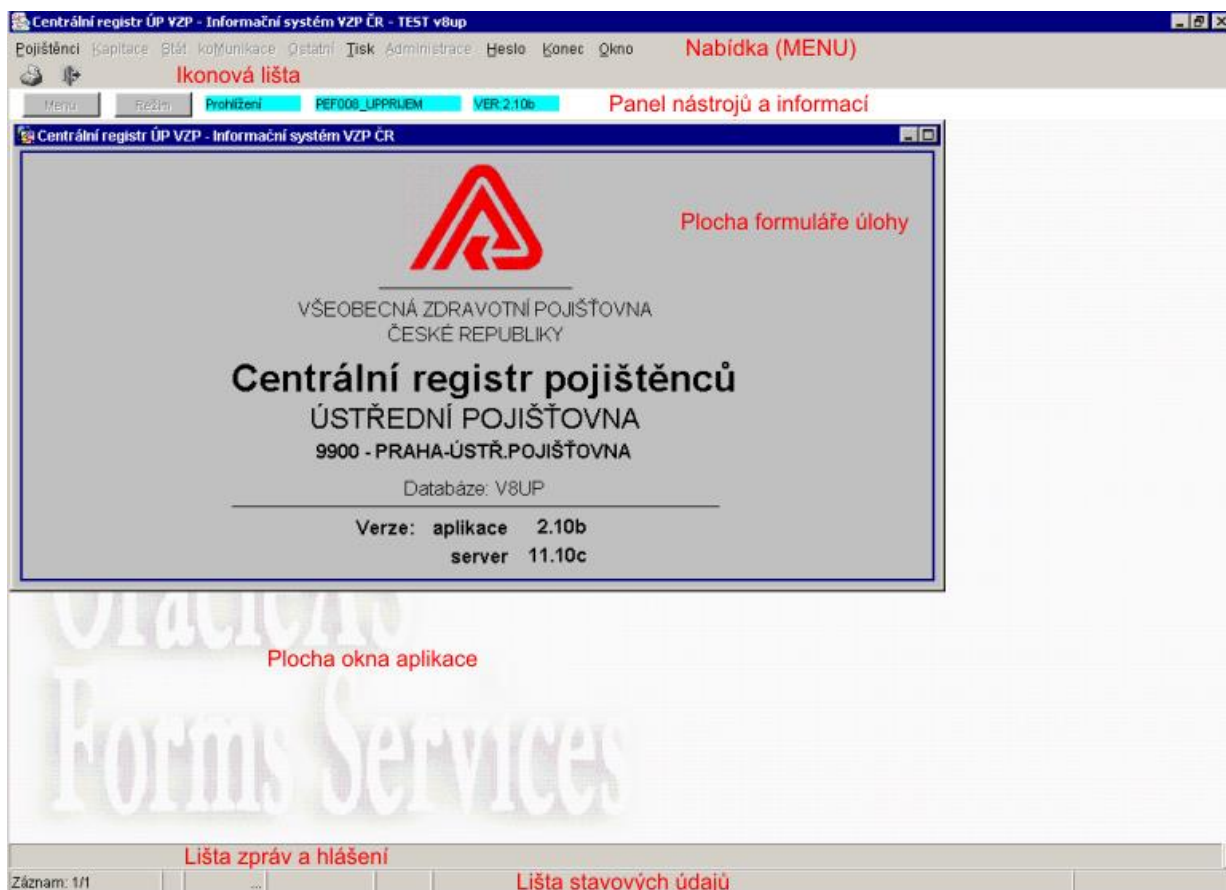 Centrální registr ÚP VZP - Informační systém VZP ČR - TEST v8up
Pojištěnci Kapitace Stát koMunikace Ostatní Tisk Administrace Heslo Konec Okno Nabídka (MENU)
Ikonová lišta
Menu Režim Prohlížení PEF008_UPPRIJEM VER:2.10b Panel nástrojů a informací
Centrální registr ÚP VZP - Informační systém VZP ČR
Plocha formuláře úlohy
VŠEOBECNÁ ZDRAVOTNÍ POJIŠŤOVNA
ČESKÉ REPUBLIKY
Centrální registr pojištěnců
ÚSTŘEDNÍ POJIŠŤOVNA
9900 - PRAHA-ÚSTŘ.POJIŠŤOVNA
Databáze: V8UP
Verze: aplikace 2.10b
server 11.10c
OracleAS
Plocha okna aplikace
Forms Services
Lišta zpráv a hlášení
Záznam: 1/1 ... Lišta stavových údajů